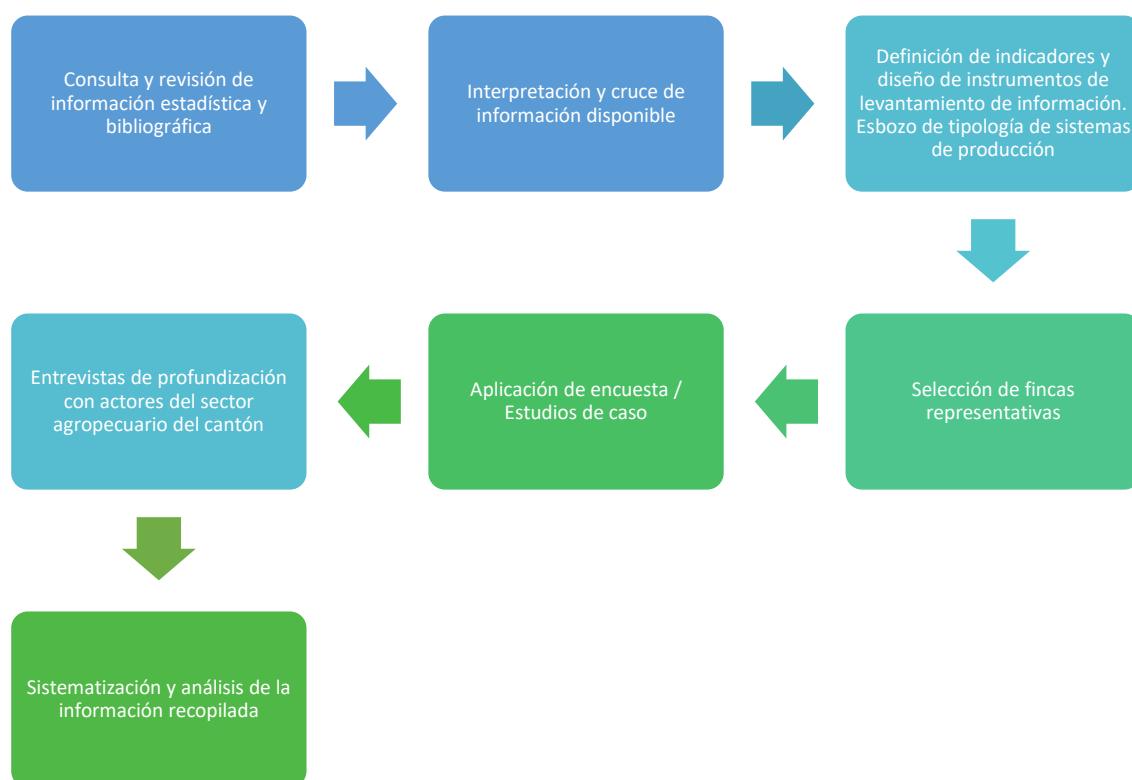 Consulta y revisión de
información estadística y
bibliográfica
Interpretación y cruce de
información disponible
Definición de indicadores y
diseño de instrumentos de
levantamiento de información.
Esbozo de tipología de sistemas
de producción
Selección de fincas
representativas
Aplicación de encuesta /
Estudios de caso
Entrevistas de profundización
con actores del sector
agropecuario del cantón
Sistematización y análisis de la
información recopilada